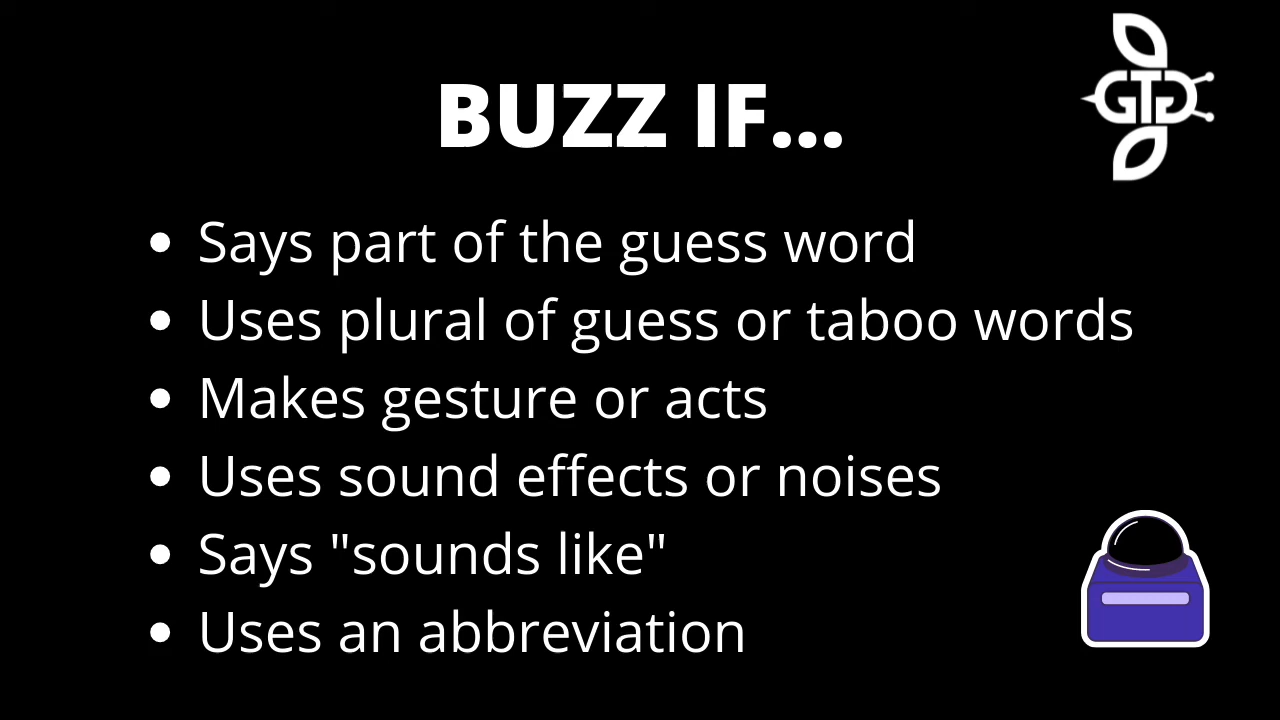 GTG
BUZZ IF...
Says part of the guess word
Uses plural of guess or taboo words
Makes gesture or acts
Uses sound effects or noises
Says "sounds like"
Uses an abbreviation